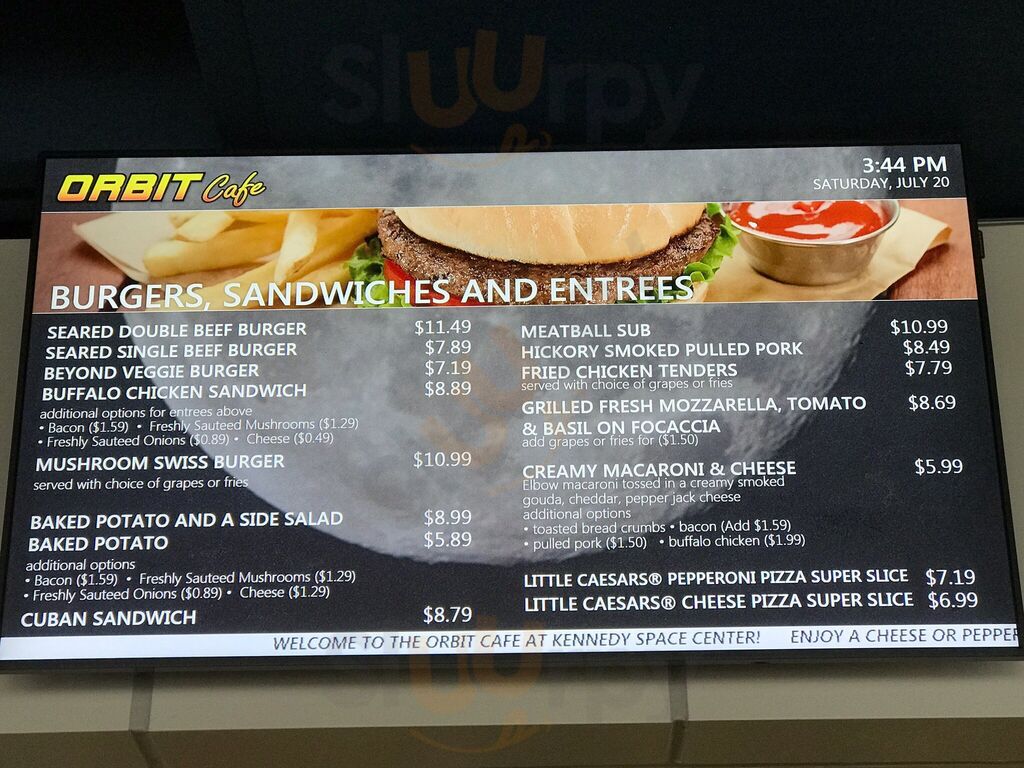 Sluurpy
ORBIT Cafe
3:44 PM
SATURDAY, JULY 20
BURGERS, SANDWICHES AND ENTREES
SEARED DOUBLE BEEF BURGER $11.49
SEARED SINGLE BEEF BURGER $7.89
BEYOND VEGGIE BURGER $7.19
BUFFALO CHICKEN SANDWICH $8.89
additional options for entrees above
• Bacon ($1.59) • Freshly Sauteed Mushrooms ($1.29)
• Freshly Sauteed Onions ($0.89) • Cheese ($0.49)
MUSHROOM SWISS BURGER $10.99
served with choice of grapes or fries
BAKED POTATO AND A SIDE SALAD $8.99
BAKED POTATO $5.89
additional options
• Bacon ($1.59) • Freshly Sauteed Mushrooms ($1.29)
• Freshly Sauteed Onions ($0.89) • Cheese ($1.29)
CUBAN SANDWICH $8.79
MEATBALL SUB $10.99
HICKORY SMOKED PULLED PORK $8.49
FRIED CHICKEN TENDERS $7.79
served with choice of grapes or fries
GRILLED FRESH MOZZARELLA, TOMATO $8.69
& BASIL ON FOCACCIA
add grapes or fries for ($1.50)
CREAMY MACARONI & CHEESE $5.99
Elbow macaroni tossed in a creamy smoked
gouda, cheddar, pepper jack cheese
additional options
• toasted bread crumbs • bacon (Add $1.59)
• pulled pork ($1.50) • buffalo chicken ($1.99)
LITTLE CAESARS® PEPPERONI PIZZA SUPER SLICE $7.19
LITTLE CAESARS® CHEESE PIZZA SUPER SLICE $6.99
WELCOME TO THE ORBIT CAFE AT KENNEDY SPACE CENTER! ENJOY A CHEESE OR PEPPER
Sluurpy